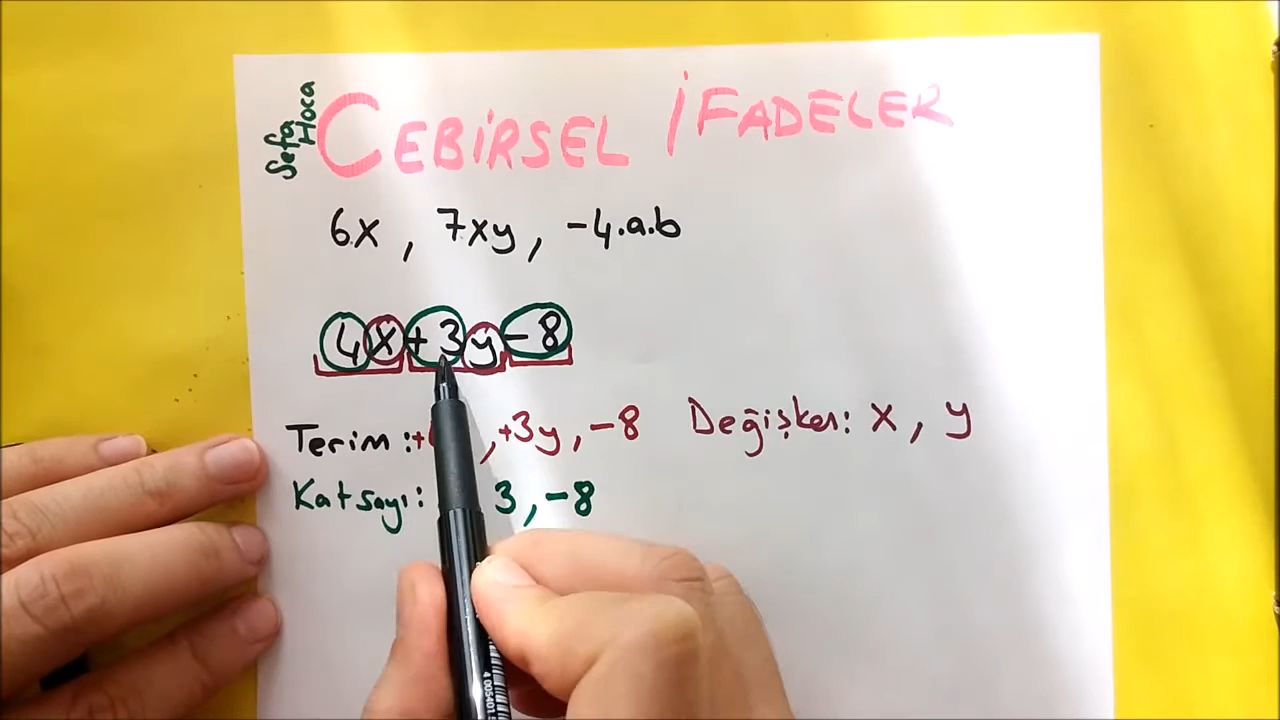 Sefa Hoca
CEBİRSEL İFADELER
6x , 7xy , -4.a.b
4x+3y-8
Terim :+ , +3y , -8
Değişken: x , y
Katsayı: 3 , -8